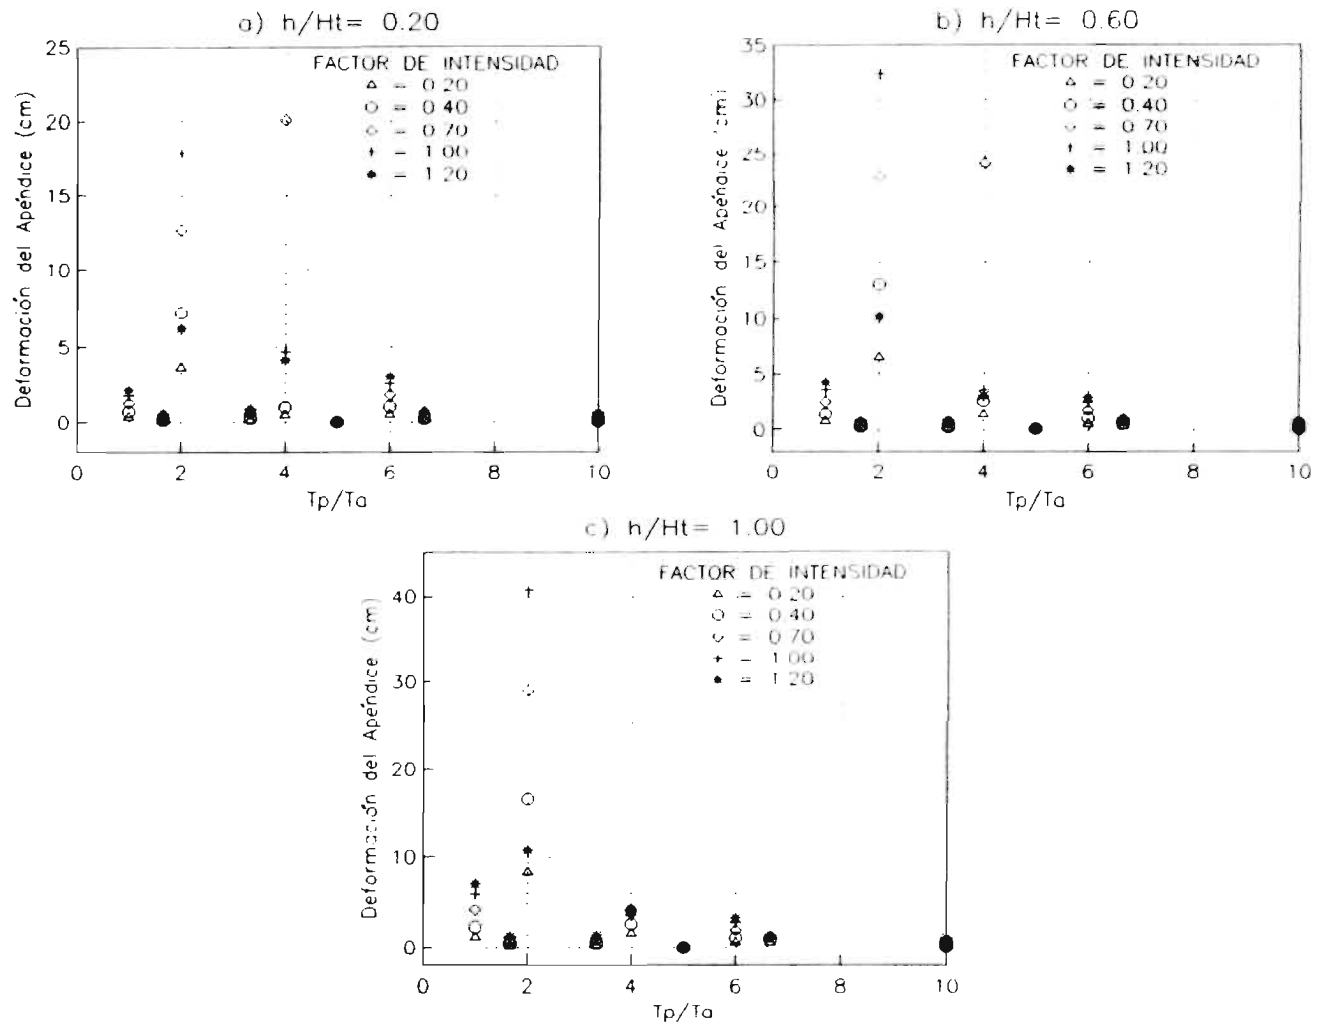 a) h/Ht= 0.20
25
20
15
10
5
0
Deformación del Apéndice (cm)
FACTOR DE INTENSIDAD
△ = 0.20
○ = 0.40
◇ = 0.70
+ = 1.00
✱ = 1.20
0 2 4 6 8 10
Tp/Ta
b) h/Ht= 0.60
35
30
25
20
15
10
5
0
Deformación del Apéndice (cm)
FACTOR DE INTENSIDAD
△ = 0.20
○ = 0.40
◇ = 0.70
+ = 1.00
✱ = 1.20
0 2 4 6 8 10
Tp/Ta
c) h/Ht= 1.00
40
30
20
10
0
Deformación del Apéndice (cm)
FACTOR DE INTENSIDAD
△ = 0.20
○ = 0.40
◇ = 0.70
+ = 1.00
✱ = 1.20
0 2 4 6 8 10
Tp/Ta